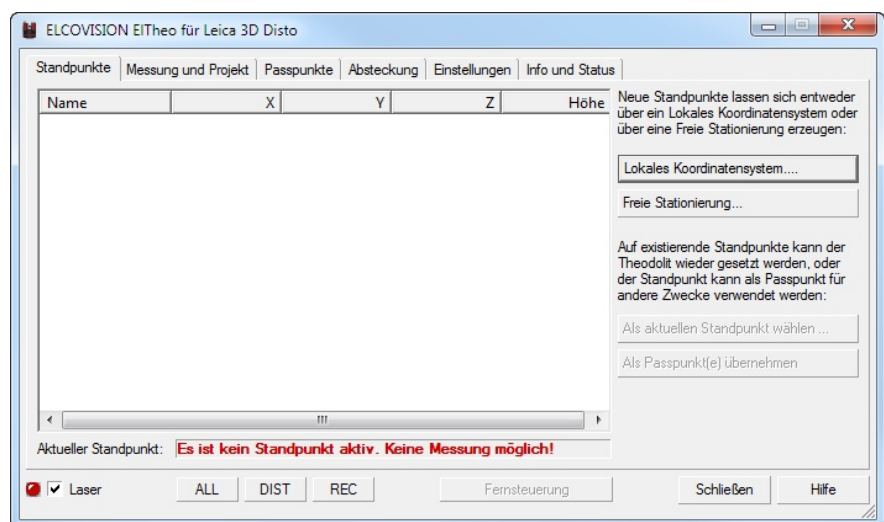 ELCOVISION ElTheo für Leica 3D Disto
Standpunkte Messung und Projekt Passpunkte Absteckung Einstellungen Info und Status
Name X Y Z Höhe
Neue Standpunkte lassen sich entweder
über ein Lokales Koordinatensystem oder
über eine Freie Stationierung erzeugen:
Lokales Koordinatensystem....
Freie Stationierung...
Auf existierende Standpunkte kann der
Theodolit wieder gesetzt werden, oder
der Standpunkt kann als Passpunkt für
andere Zwecke verwendet werden:
Als aktuellen Standpunkt wählen ...
Als Passpunkt(e) übernehmen
Aktueller Standpunkt: Es ist kein Standpunkt aktiv. Keine Messung möglich!
Laser ALL DIST REC Fernsteuerung Schließen Hilfe